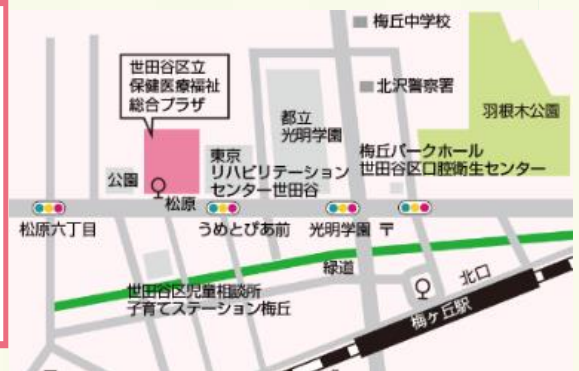 梅丘中学校
世田谷区立
保健医療福祉
総合プラザ
北沢警察署
羽根木公園
都立
光明学園
梅丘パークホール
世田谷区口腔衛生センター
東京
リハビリテーション
センター世田谷
公園
松原
松原六丁目
うめとぴあ前
光明学園
〒
緑道
北口
世田谷区児童相談所
子育てステーション梅丘
梅ヶ丘駅